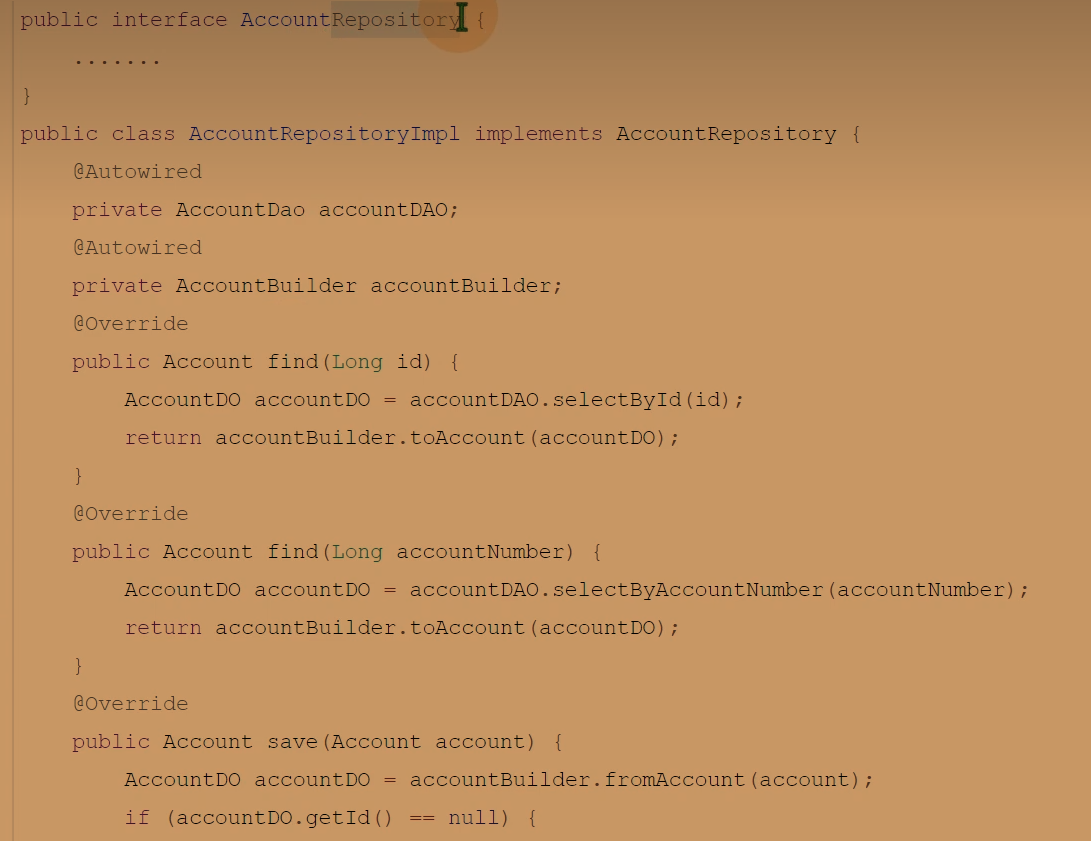 public interface AccountRepository {
.......
}
public class AccountRepositoryImpl implements AccountRepository {
@Autowired
private AccountDao accountDAO;
@Autowired
private AccountBuilder accountBuilder;
@Override
public Account find(Long id) {
AccountDO accountDO = accountDAO.selectById(id);
return accountBuilder.toAccount(accountDO);
}
@Override
public Account find(Long accountNumber) {
AccountDO accountDO = accountDAO.selectByAccountNumber(accountNumber);
return accountBuilder.toAccount(accountDO);
}
@Override
public Account save(Account account) {
AccountDO accountDO = accountBuilder.fromAccount(account);
if (accountDO.getId() == null) {